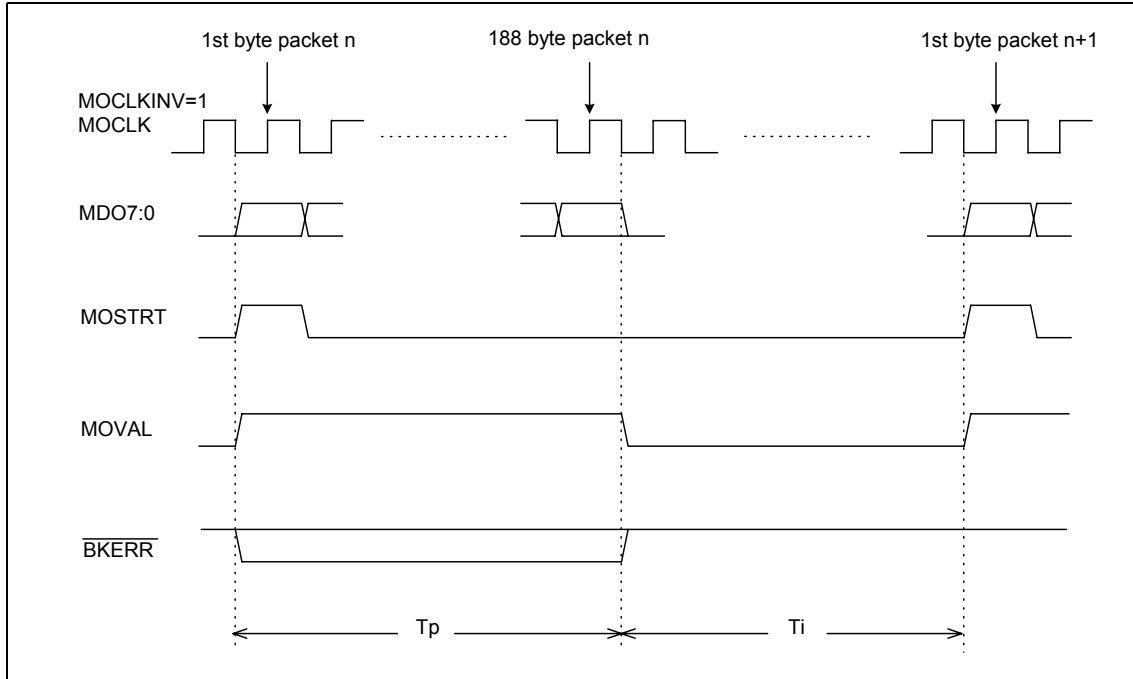 1st byte packet n
188 byte packet n
1st byte packet n+1
MOCLKINV=1
MOCLK
MDO7:0
MOSTRT
MOVAL
BKERR
Tp
Ti